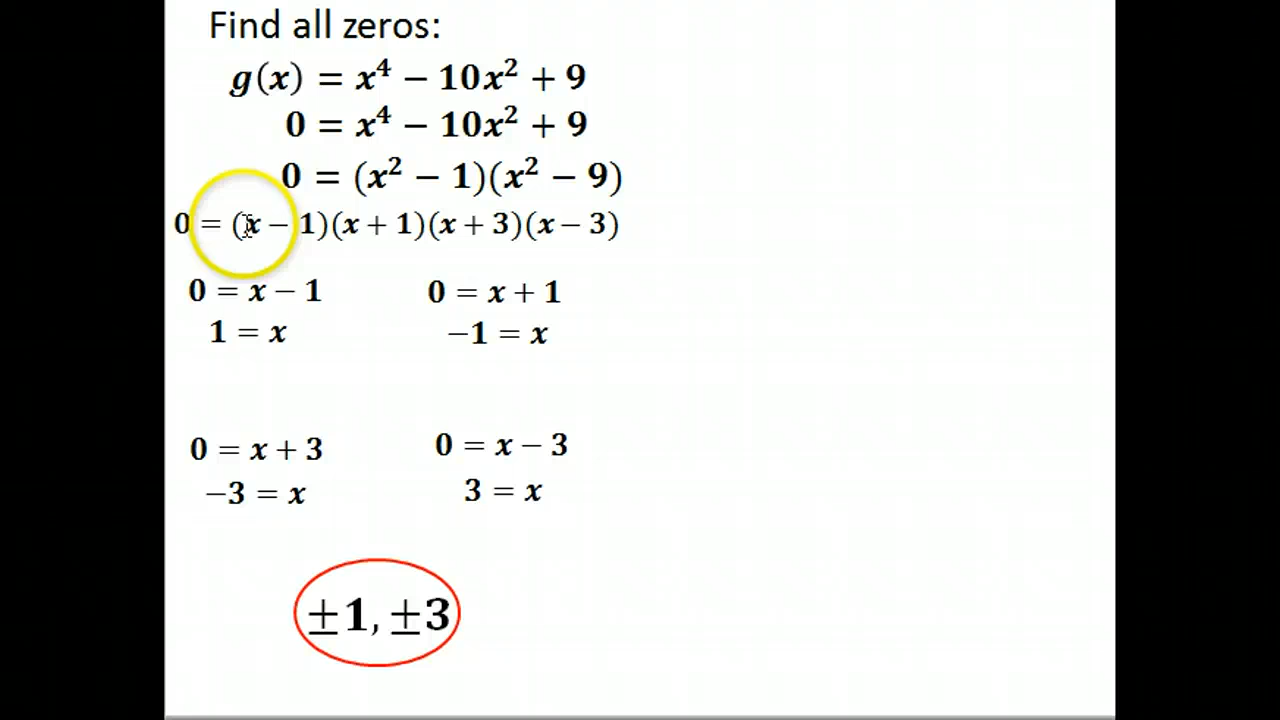 Find all zeros:
g(x) = x⁴ − 10x² + 9
0 = x⁴ − 10x² + 9
0 = (x² − 1)(x² − 9)
0 = (x − 1)(x + 1)(x + 3)(x − 3)
0 = x − 1 0 = x + 1
1 = x −1 = x
0 = x + 3 0 = x − 3
−3 = x 3 = x
±1, ±3